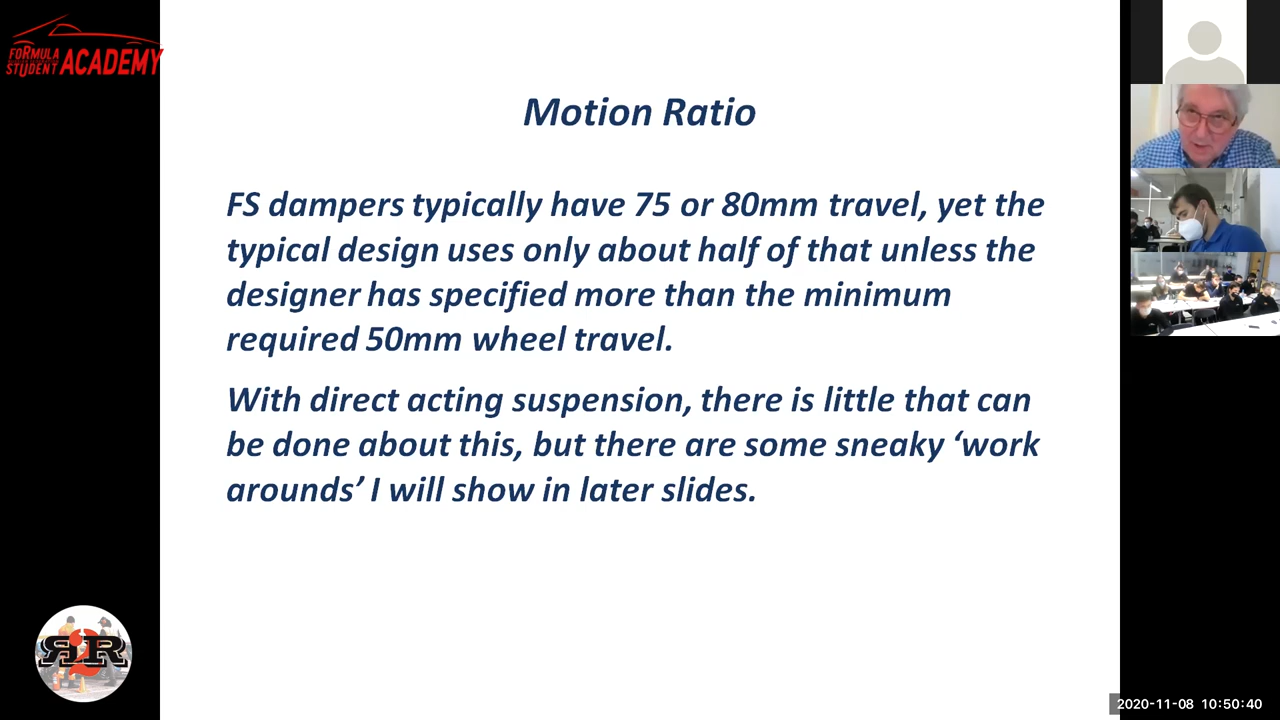 FORMULA
STUDENT ACADEMY
Motion Ratio
FS dampers typically have 75 or 80mm travel, yet the
typical design uses only about half of that unless the
designer has specified more than the minimum
required 50mm wheel travel.
With direct acting suspension, there is little that can
be done about this, but there are some sneaky ‘work
arounds’ I will show in later slides.
R2R
2020-11-08 10:50:40